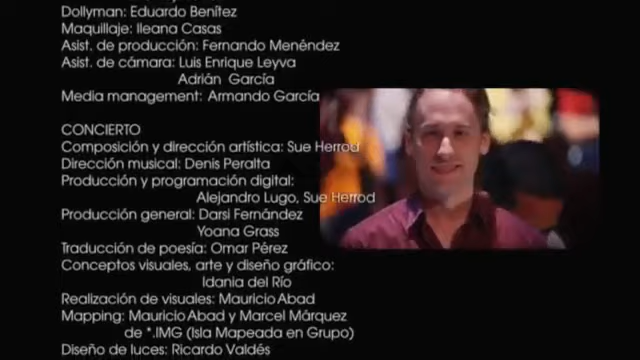 Dollyman: Eduardo Benítez
Maquillaje: Ileana Casas
Asist. de producción: Fernando Menéndez
Asist. de cámara: Luis Enrique Leyva
Adrián García
Media management: Armando García
CONCIERTO
Composición y dirección artística: Sue Herrod
Dirección musical: Denis Peralta
Producción y programación digital:
Alejandro Lugo, Sue Herrod
Producción general: Darsi Fernández
Yoana Grass
Traducción de poesía: Omar Pérez
Conceptos visuales, arte y diseño gráfico:
Idania del Río
Realización de visuales: Mauricio Abad
Mapping: Mauricio Abad y Marcel Márquez
de *.IMG (Isla Mapeada en Grupo)
Diseño de luces: Ricardo Valdés